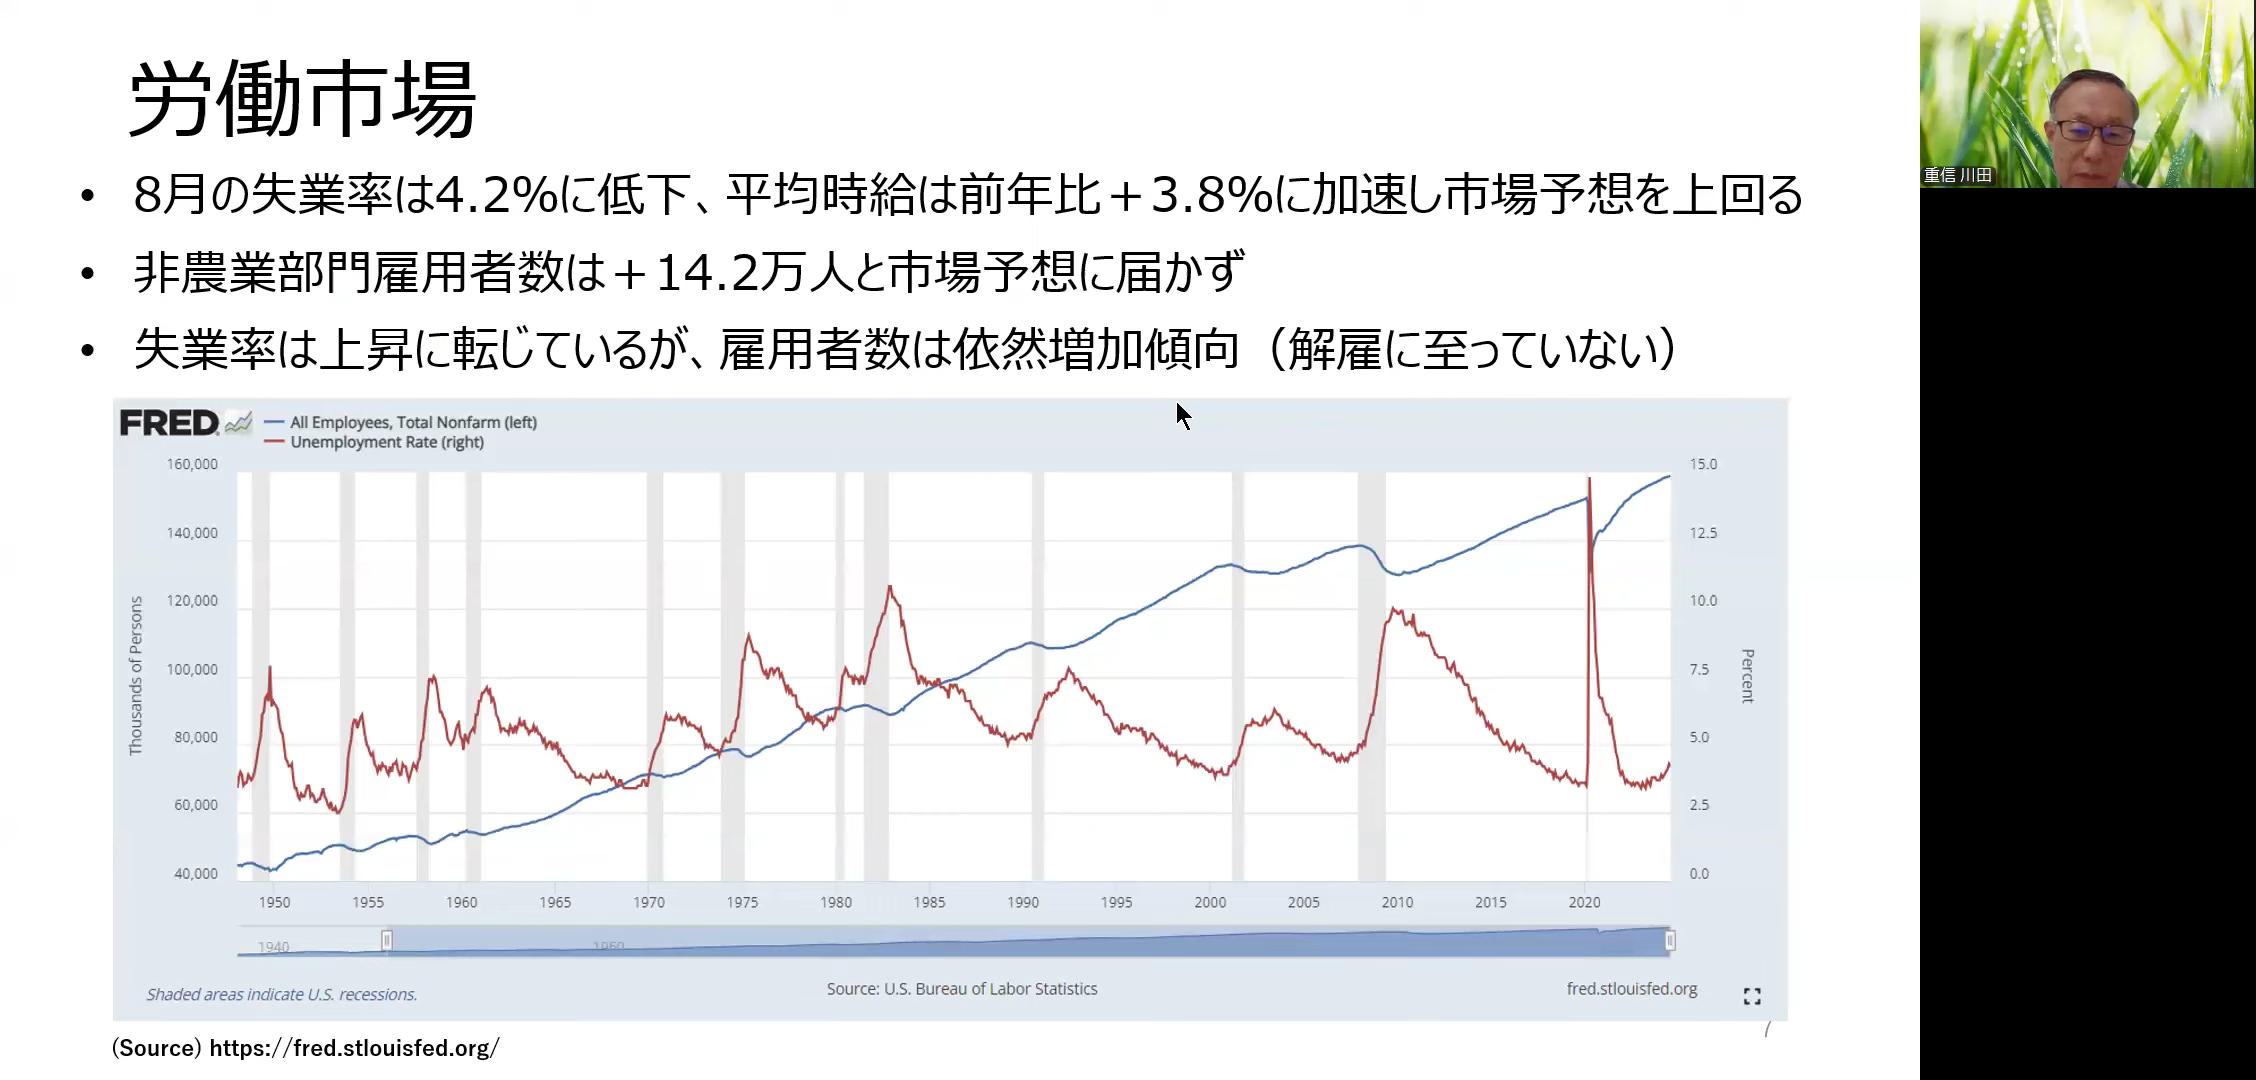 労働市場
• 8月の失業率は4.2%に低下、平均時給は前年比＋3.8%に加速し市場予想を上回る
• 非農業部門雇用者数は＋14.2万人と市場予想に届かず
• 失業率は上昇に転じているが、雇用者数は依然増加傾向（解雇に至っていない）
重信 川田
FRED
All Employees, Total Nonfarm (left)
Unemployment Rate (right)
160,000
140,000
120,000
100,000
80,000
60,000
40,000
Thousands of Persons
15.0
12.5
10.0
7.5
5.0
2.5
0.0
Percent
1950 1955 1960 1965 1970 1975 1980 1985 1990 1995 2000 2005 2010 2015 2020
1940 1960
Shaded areas indicate U.S. recessions.
Source: U.S. Bureau of Labor Statistics
fred.stlouisfed.org
(Source) https://fred.stlouisfed.org/